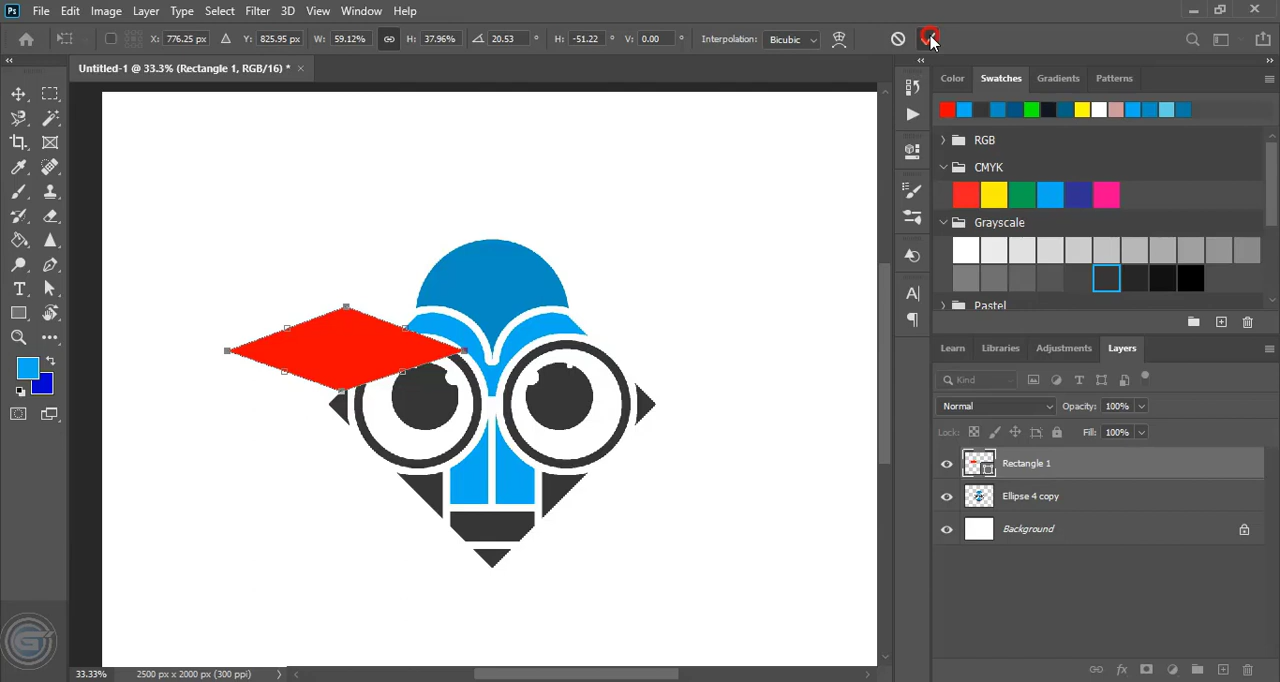 Ps File Edit Image Layer Type Select Filter 3D View Window Help
X: 776.25 px Y: 825.95 px W: 59.12% H: 37.96% 20.53 ° H: -51.22 ° V: 0.00 ° Interpolation: Bicubic
Untitled-1 @ 33.3% (Rectangle 1, RGB/16) * ×
Color Swatches Gradients Patterns
RGB
CMYK
Grayscale
Pastel
Learn Libraries Adjustments Layers
Kind
Normal Opacity: 100%
Lock: Fill: 100%
Rectangle 1
Ellipse 4 copy
Background
33.33% 2500 px x 2000 px (300 ppi)